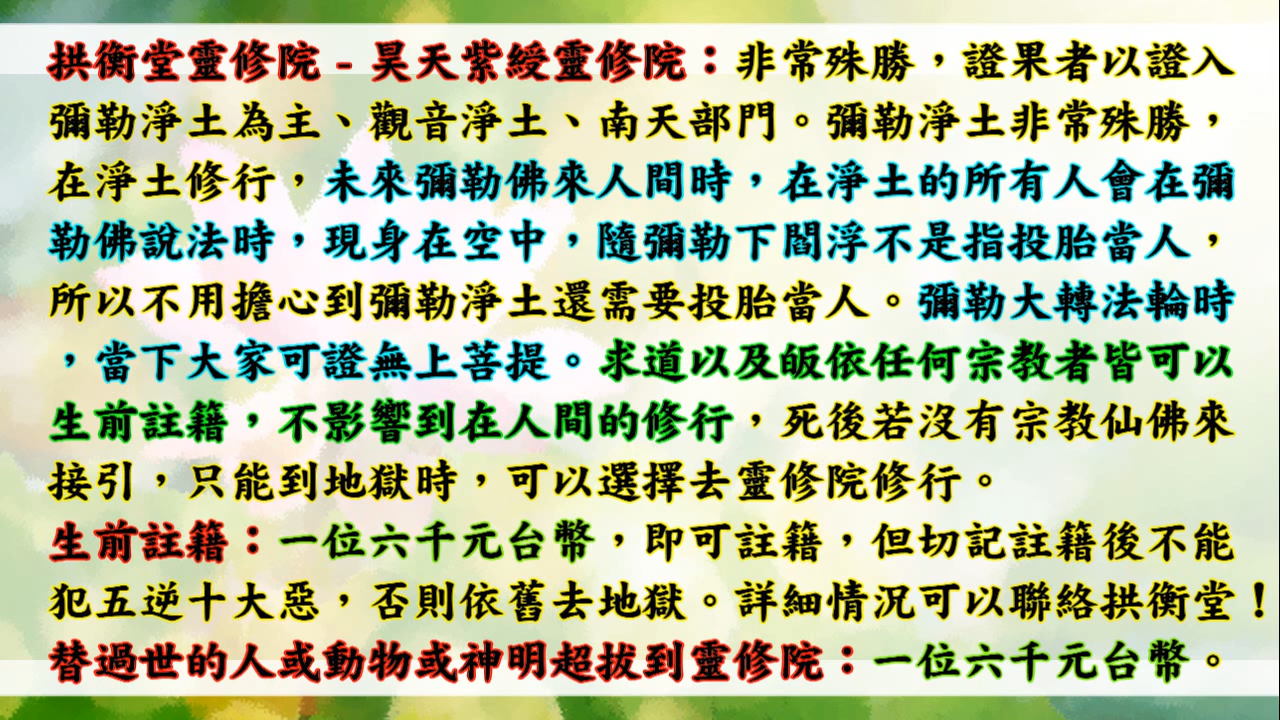 拱衡堂靈修院 - 昊天紫綬靈修院：非常殊勝，證果者以證入
彌勒淨土為主、觀音淨土、南天部門。彌勒淨土非常殊勝，
在淨土修行，未來彌勒佛來人間時，在淨土的所有人會在彌
勒佛說法時，現身在空中，隨彌勒下閻浮不是指投胎當人，
所以不用擔心到彌勒淨土還需要投胎當人。彌勒大轉法輪時
，當下大家可證無上菩提。求道以及皈依任何宗教者皆可以
生前註籍，不影響到在人間的修行，死後若沒有宗教仙佛來
接引，只能到地獄時，可以選擇去靈修院修行。
生前註籍：一位六千元台幣，即可註籍，但切記註籍後不能
犯五逆十大惡，否則依舊去地獄。詳細情況可以聯絡拱衡堂！
替過世的人或動物或神明超拔到靈修院：一位六千元台幣。